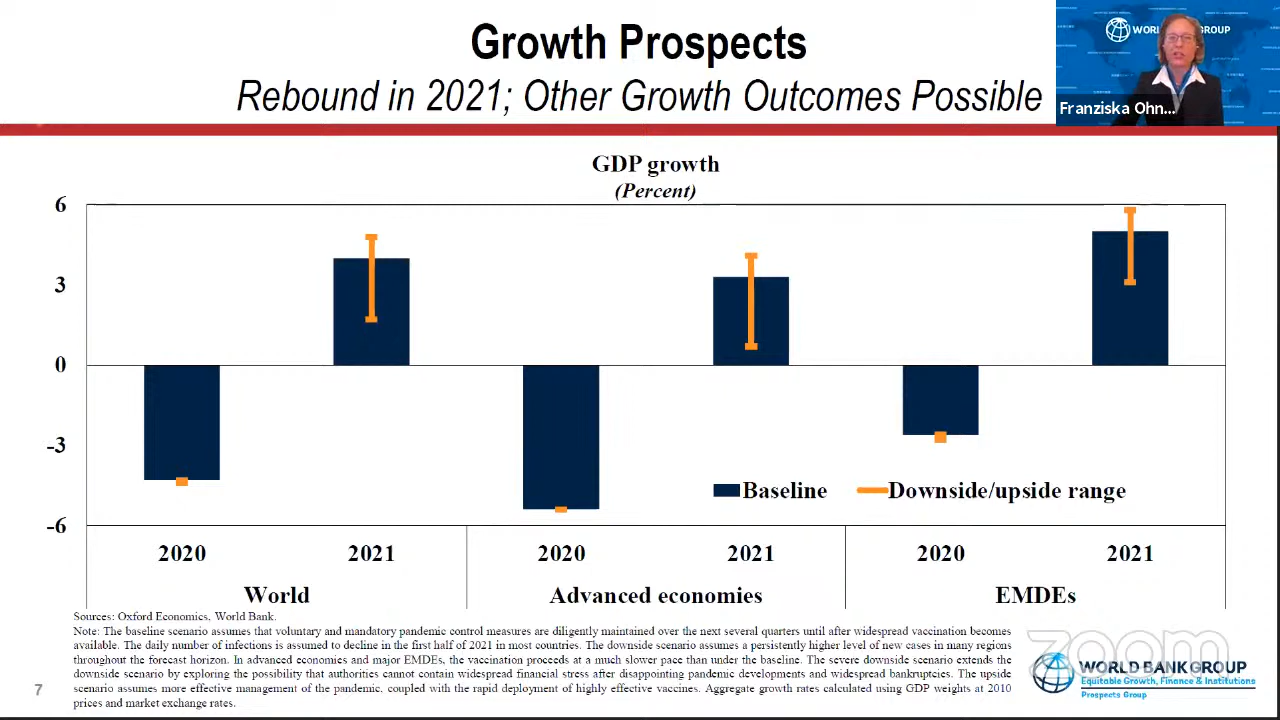 Growth Prospects
Rebound in 2021; Other Growth Outcomes Possible
WORLD GROUP
Franziska Ohn...
GDP growth
(Percent)
6
3
0
-3
-6
Baseline
Downside/upside range
2020 2021 2020 2021 2020 2021
World Advanced economies EMDEs
Sources: Oxford Economics, World Bank.
Note: The baseline scenario assumes that voluntary and mandatory pandemic control measures are diligently maintained over the next several quarters until after widespread vaccination becomes
available. The daily number of infections is assumed to decline in the first half of 2021 in most countries. The downside scenario assumes a persistently higher level of new cases in many regions
throughout the forecast horizon. In advanced economies and major EMDEs, the vaccination proceeds at a much slower pace than under the baseline. The severe downside scenario extends the
downside scenario by exploring the possibility that authorities cannot contain widespread financial stress after disappointing pandemic developments and widespread bankruptcies. The upside
scenario assumes more effective management of the pandemic, coupled with the rapid deployment of highly effective vaccines. Aggregate growth rates calculated using GDP weights at 2010
prices and market exchange rates.
7
zoom
WORLD BANK GROUP
Equitable Growth, Finance & Institutions
Prospects Group